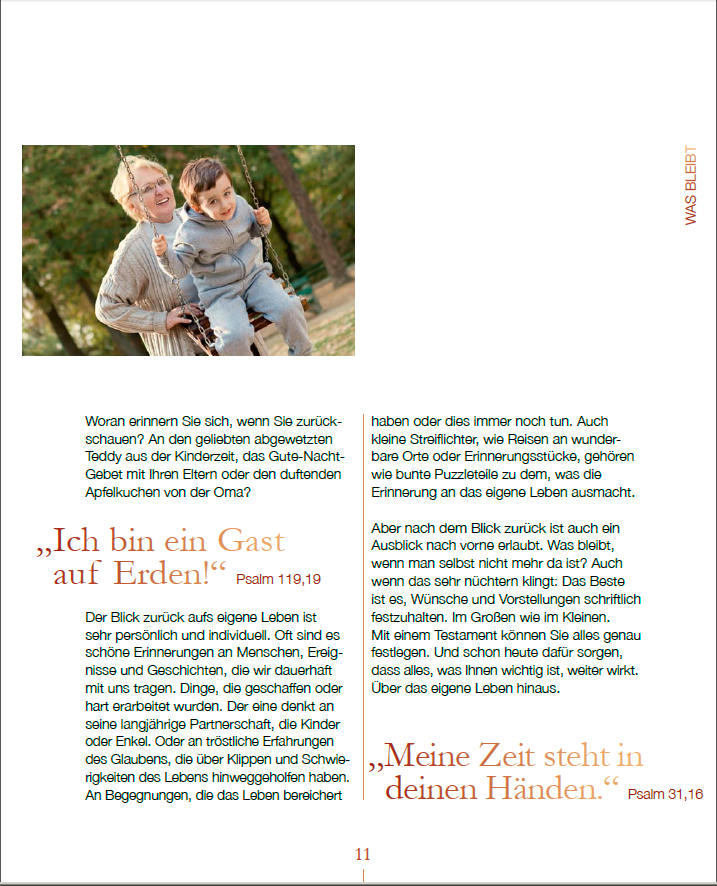 WAS BLEIBT
Woran erinnern Sie sich, wenn Sie zurück-
schauen? An den geliebten abgewetzten
Teddy aus der Kinderzeit, das Gute-Nacht-
Gebet mit Ihren Eltern oder den duftenden
Apfelkuchen von der Oma?
„Ich bin ein Gast
auf Erden!“ Psalm 119,19
Der Blick zurück aufs eigene Leben ist
sehr persönlich und individuell. Oft sind es
schöne Erinnerungen an Menschen, Ereig-
nisse und Geschichten, die wir dauerhaft
mit uns tragen. Dinge, die geschaffen oder
hart erarbeitet wurden. Der eine denkt an
seine langjährige Partnerschaft, die Kinder
oder Enkel. Oder an tröstliche Erfahrungen
des Glaubens, die über Klippen und Schwie-
rigkeiten des Lebens hinweggeholfen haben.
An Begegnungen, die das Leben bereichert
haben oder dies immer noch tun. Auch
kleine Streiflichter, wie Reisen an wunder-
bare Orte oder Erinnerungsstücke, gehören
wie bunte Puzzleteile zu dem, was die
Erinnerung an das eigene Leben ausmacht.
Aber nach dem Blick zurück ist auch ein
Ausblick nach vorne erlaubt. Was bleibt,
wenn man selbst nicht mehr da ist? Auch
wenn das sehr nüchtern klingt: Das Beste
ist es, Wünsche und Vorstellungen schriftlich
festzuhalten. Im Großen wie im Kleinen.
Mit einem Testament können Sie alles genau
festlegen. Und schon heute dafür sorgen,
dass alles, was Ihnen wichtig ist, weiter wirkt.
Über das eigene Leben hinaus.
„Meine Zeit steht in
deinen Händen.“ Psalm 31,16
11